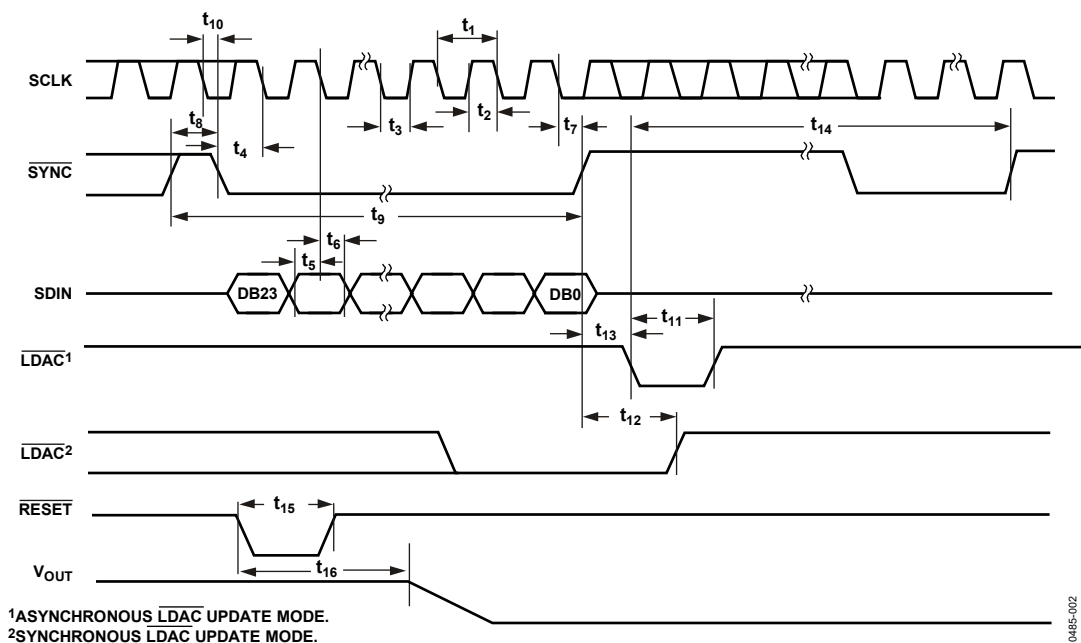 t10
t1
SCLK
t8
t4
t3
t2
t7
t14
SYNC
t9
t6
t5
SDIN
DB23
DB0
t13
t11
LDAC1
t12
LDAC2
RESET
t15
t16
VOUT
1ASYNCHRONOUS LDAC UPDATE MODE.
2SYNCHRONOUS LDAC UPDATE MODE.
0485-002